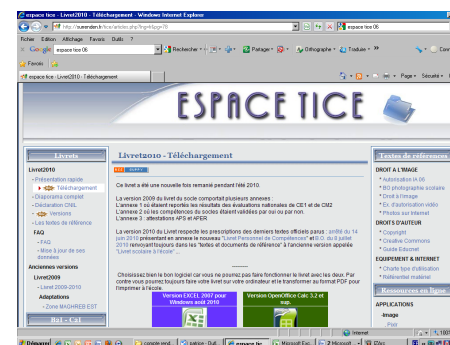 espace tice - Livret2010 : Téléchargement - Windows Internet Explorer
Fichier Edition Affichage Favoris Outils ?
Google espace tice 06 Rechercher Partager Orthographe Traduire
Favoris
espace tice - Livret2010 : Téléchargement
Page Sécurité
ESPACE TICE
Livrets
Livret2010
- Présentation rapide
Téléchargement
- Diaporama complet
- Déclaration CNIL
- Versions
- Les textes de référence
FAQ
- FAQ
- Mise à jour de ses données
Anciennes versions
Livret2009
- Livret 2009-2010
Adaptations
- Zone MAGHREB EST
Livret2010 - Téléchargement
Ce livret a été une nouvelle fois remanié pendant l'été 2010.
La version 2009 du livret du socle comportait plusieurs annexes :
L'annexe 1 où étaient reportés les résultats des évaluations nationales de CE1 et de CM2
L'annexe 2 où les compétences du socles étaient validées par oui ou par non
L'annexe 3 : attestations APS et APER
La version 2010 du Livret respecte les prescriptions des derniers textes officiels parus : arrêté du 14
juin 2010 présentant en annexe le nouveau "Livret Personnel de Compétences" et B.O. du 8 juillet
2010 renvoyant toujours dans les "textes et documents de référence" à l'ancienne version appelée
"Livret scolaire à l'école" ...
Choisissez bien le bon logiciel car vous ne pourrez pas faire fonctionner le livret avec les deux. Par
contre vous pourrez toujours faire votre livret sur votre ordinateur et le transformer au format PDF pour
l'imprimer à l'école.
Version EXCEL 2007 pour
Windows août 2010
Version OpenOffice Calc 3.2 et
sup.
Textes de références
DROIT A L'IMAGE
* Autorisation IA 06
* BO photographie scolaire
* Droit à l'image
* Ex. d'autorisation vidéo
* Photos sur Internet
DROITS D'AUTEUR
* Copyright
* Creative Commons
* Guide Educnet
EQUIPEMENT & INTERNET
* Charte type d'utilisation
* Référentiel matériel
Ressources en ligne
APPLICATIONS
-Image
Internet
Démarrer
espace tice